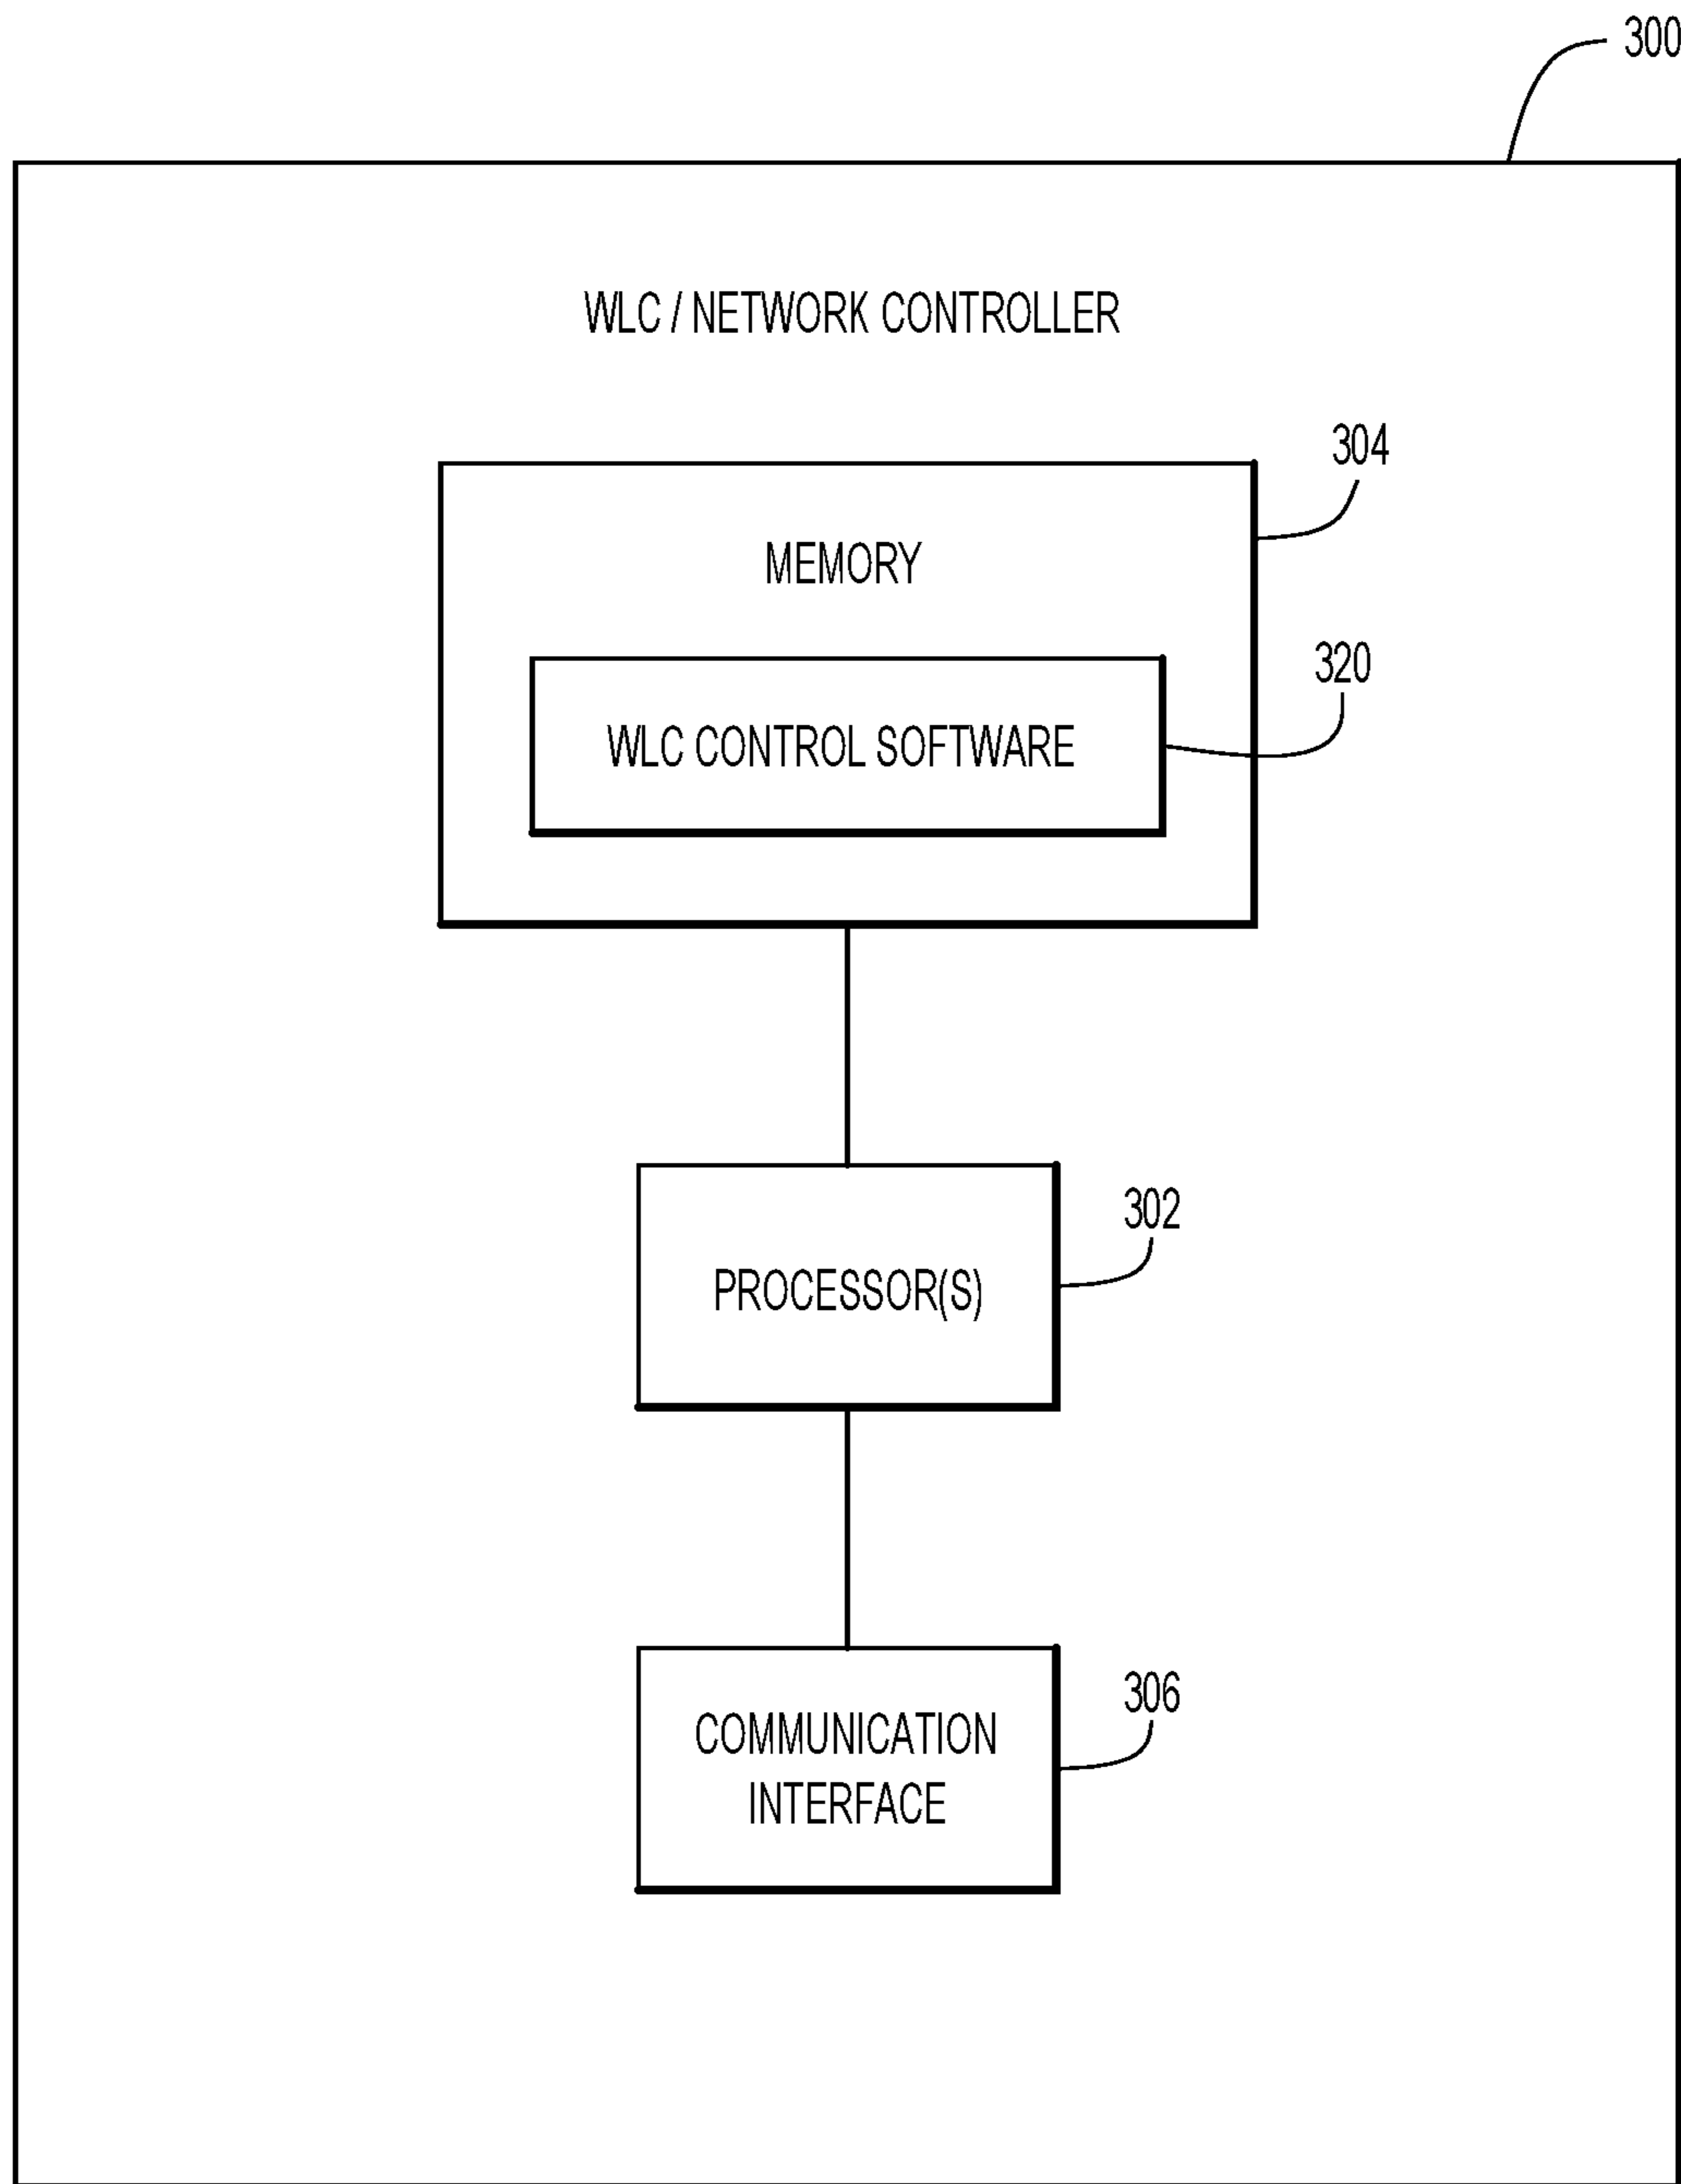 300
WLC / NETWORK CONTROLLER
304
MEMORY
320
WLC CONTROL SOFTWARE
302
PROCESSOR(S)
306
COMMUNICATION
INTERFACE